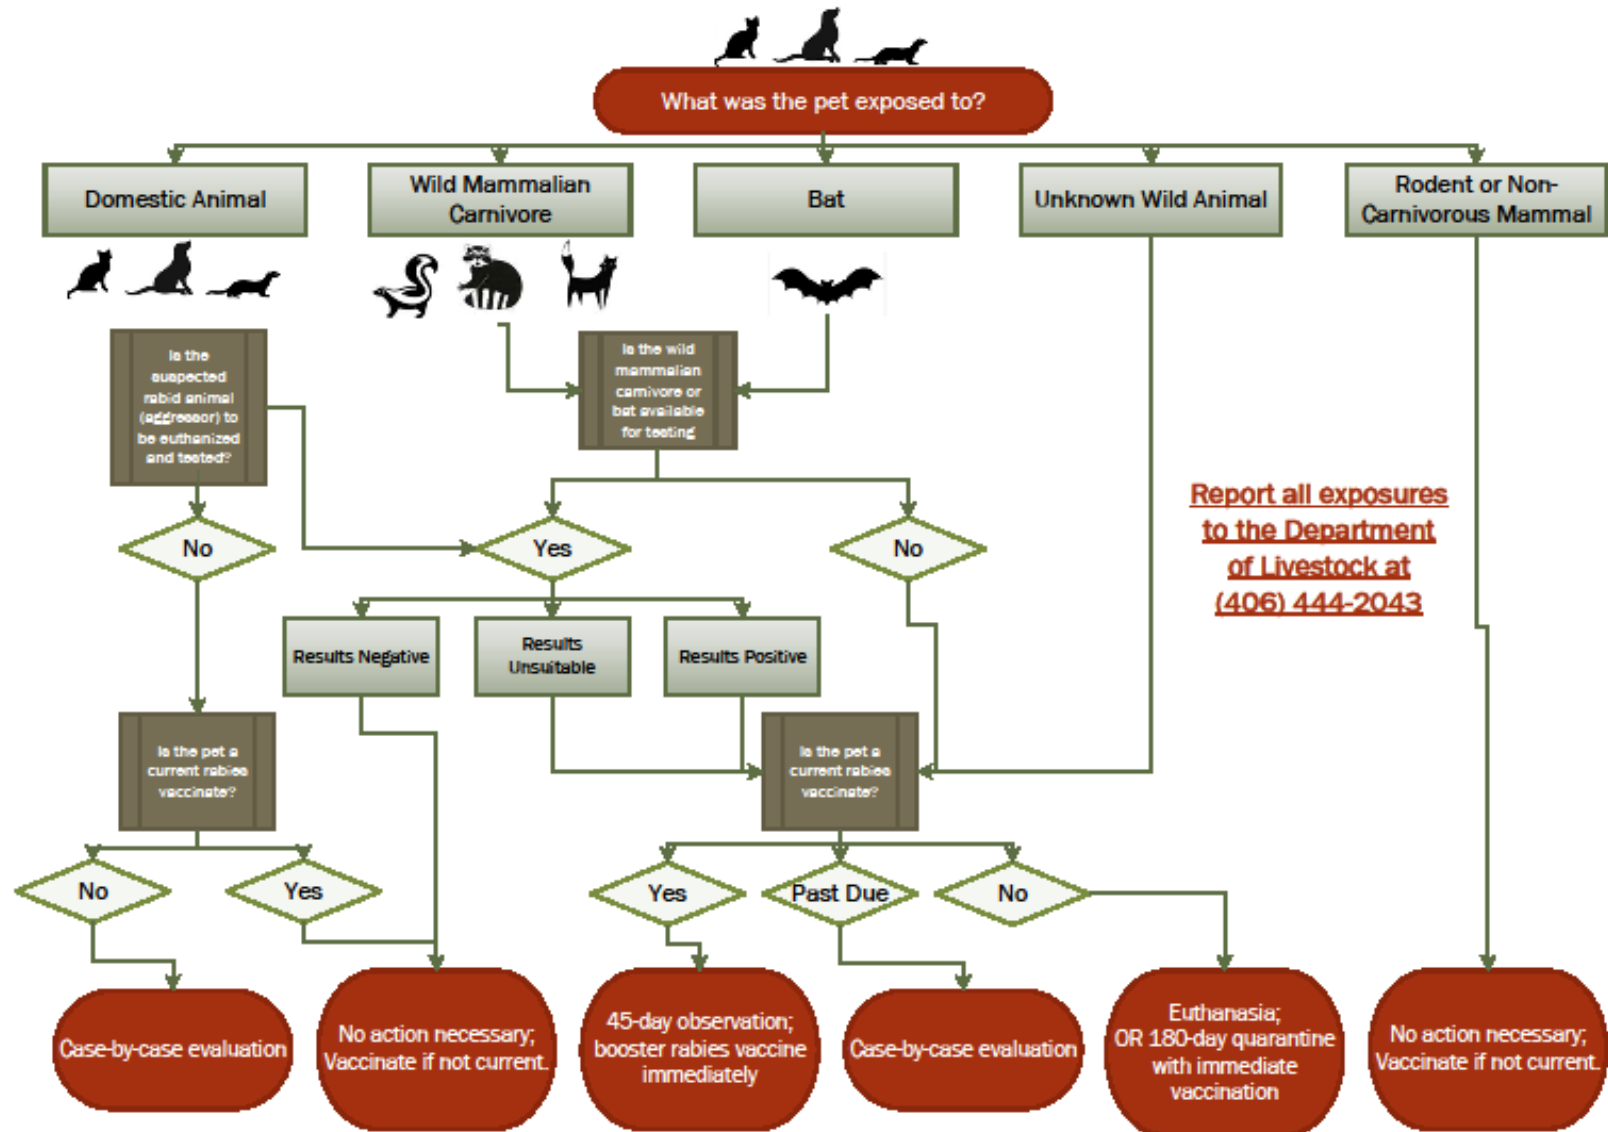 What was the pet exposed to?
Domestic Animal
Wild Mammalian
Carnivore
Bat
Unknown Wild Animal
Rodent or Non-
Carnivorous Mammal
Is the
suspected
rabid animal
(aggressor) to
be euthanized
and tested?
Is the wild
mammalian
carnivore or
bat available
for testing
Report all exposures
to the Department
of Livestock at
(406) 444-2043
No
Yes
No
Results Negative
Results
Unsuitable
Results Positive
Is the pet a
current rabies
vaccinate?
Is the pet a
current rabies
vaccinate?
No
Yes
Yes
Past Due
No
Case-by-case evaluation
No action necessary;
Vaccinate if not current.
45-day observation;
booster rabies vaccine
immediately
Case-by-case evaluation
Euthanasia;
OR 180-day quarantine
with immediate
vaccination
No action necessary;
Vaccinate if not current.